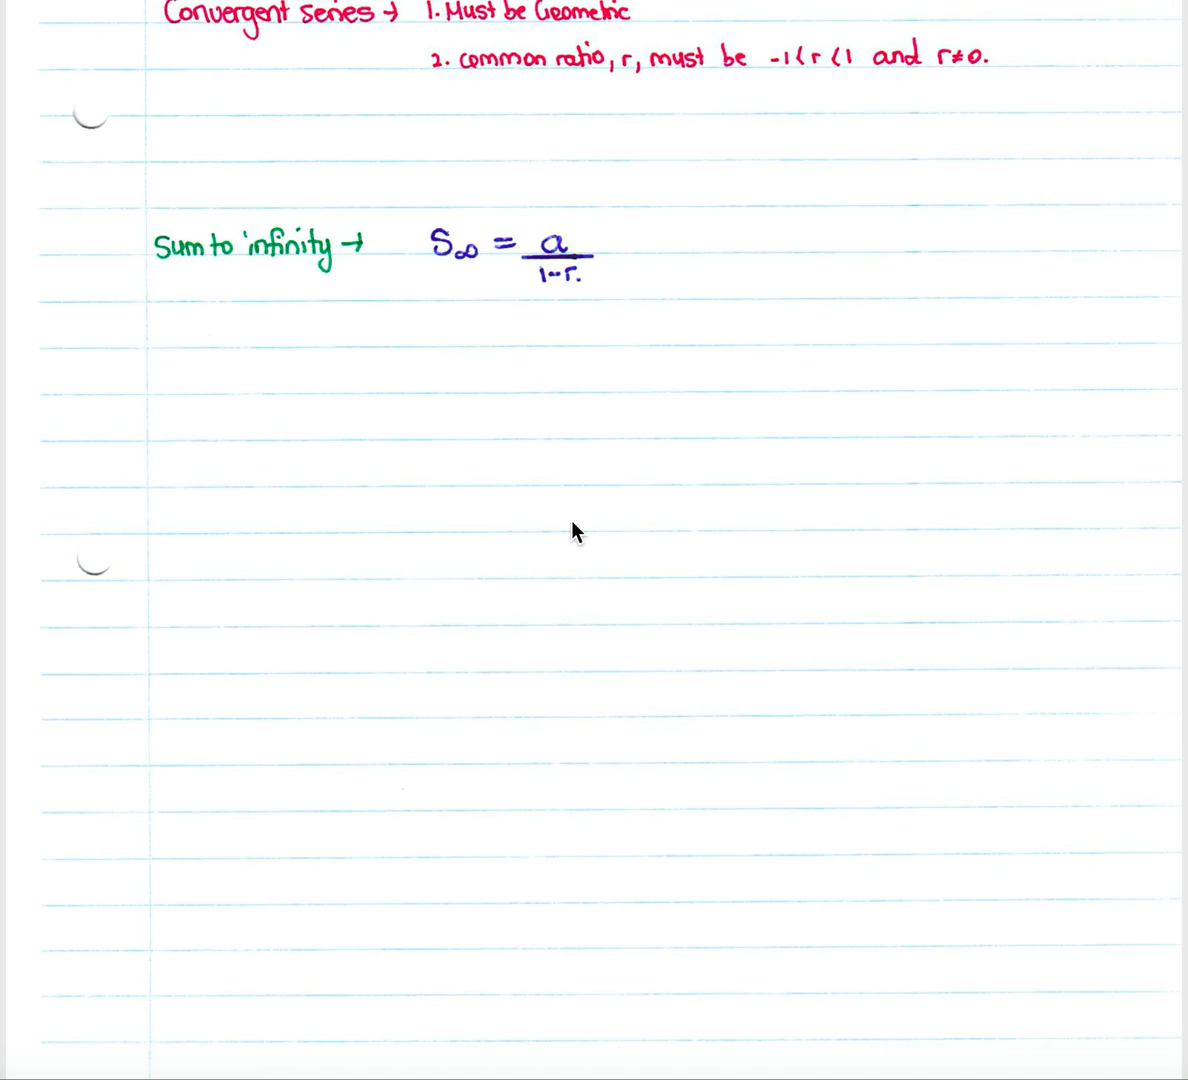 Convergent series → 1. Must be Geometric
2. common ratio, r, must be -1<r<1 and r≠0.
Sum to infinity → S∞ = a
1-r.